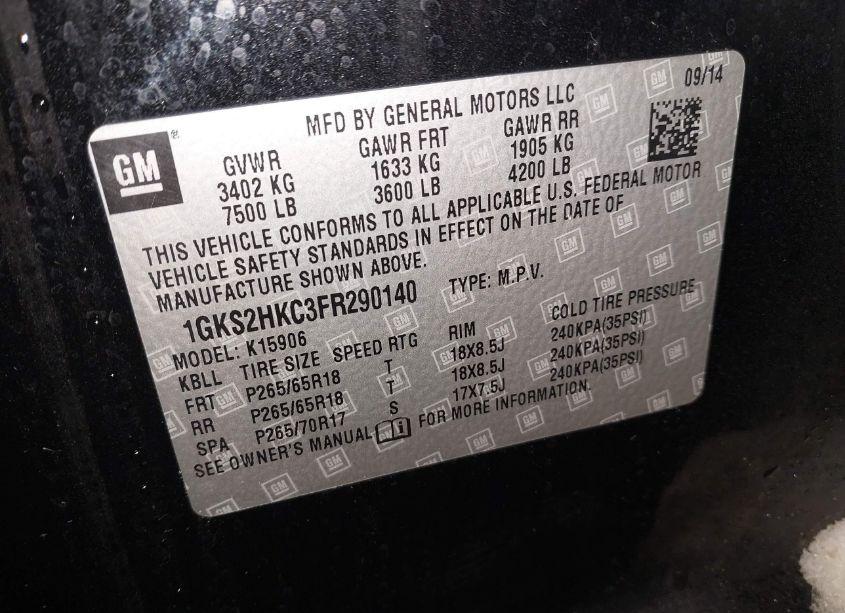 GM
MFD BY GENERAL MOTORS LLC 09/14
GVWR GAWR FRT GAWR RR
3402 KG 1633 KG 1905 KG
7500 LB 3600 LB 4200 LB
THIS VEHICLE CONFORMS TO ALL APPLICABLE U.S. FEDERAL MOTOR
VEHICLE SAFETY STANDARDS IN EFFECT ON THE DATE OF
MANUFACTURE SHOWN ABOVE.
1GKS2HKC3FR290140 TYPE: M.P.V.
MODEL: K15906
KBLL TIRE SIZE SPEED RTG RIM COLD TIRE PRESSURE
FRT P265/65R18 T 18X8.5J 240KPA(35PSI)
RR P265/65R18 T 18X8.5J 240KPA(35PSI)
SPA P265/70R17 S 17X7.5J 240KPA(35PSI)
SEE OWNER'S MANUAL i FOR MORE INFORMATION.